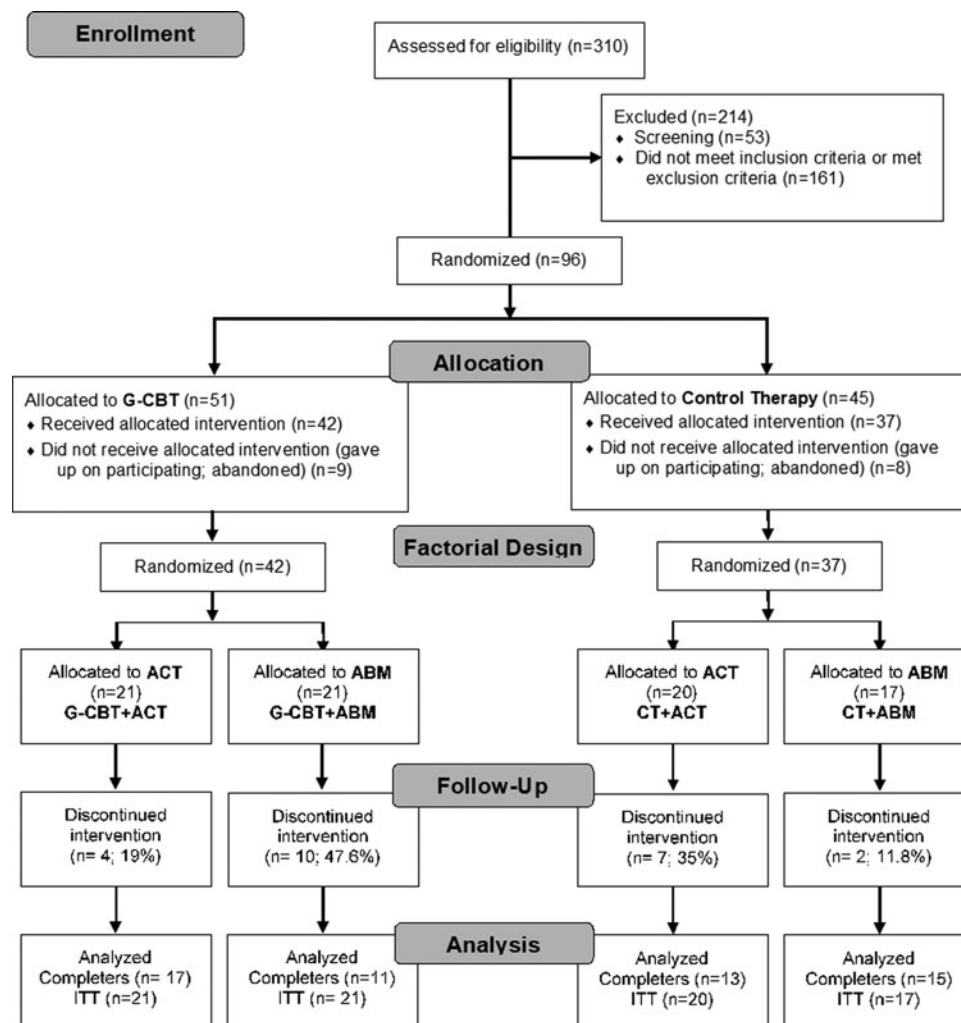 Enrollment
Assessed for eligibility (n=310)
Excluded (n=214)
♦ Screening (n=53)
♦ Did not meet inclusion criteria or met
exclusion criteria (n=161)
Randomized (n=96)
Allocation
Allocated to G-CBT (n=51)
♦ Received allocated intervention (n=42)
♦ Did not receive allocated intervention (gave
up on participating; abandoned) (n=9)
Allocated to Control Therapy (n=45)
♦ Received allocated intervention (n=37)
♦ Did not receive allocated intervention (gave
up on participating; abandoned) (n=8)
Factorial Design
Randomized (n=42)
Randomized (n=37)
Allocated to ACT
(n=21)
G-CBT+ACT
Allocated to ABM
(n=21)
G-CBT+ABM
Allocated to ACT
(n=20)
CT+ACT
Allocated to ABM
(n=17)
CT+ABM
Follow-Up
Discontinued
intervention
(n= 4; 19%)
Discontinued
intervention
(n= 10; 47.6%)
Discontinued
intervention
(n= 7; 35%)
Discontinued
intervention
(n= 2; 11.8%)
Analysis
Analyzed
Completers (n= 17)
ITT (n=21)
Analyzed
Completers (n=11)
ITT (n= 21)
Analyzed
Completers (n=13)
ITT (n=20)
Analyzed
Completers (n=15)
ITT (n=17)